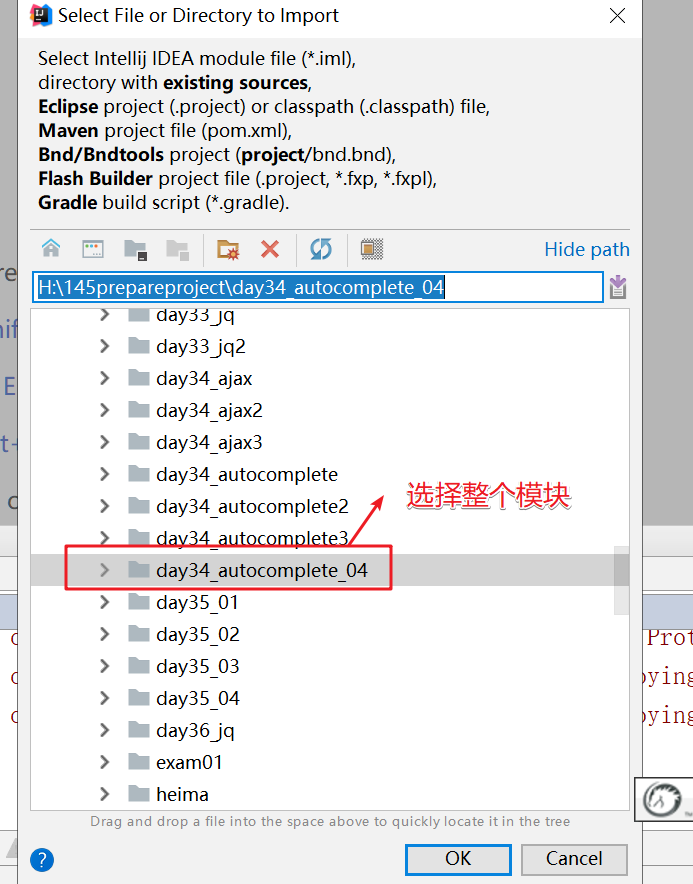 Select File or Directory to Import
Select Intellij IDEA module file (*.iml),
directory with existing sources,
Eclipse project (.project) or classpath (.classpath) file,
Maven project file (pom.xml),
Bnd/Bndtools project (project/bnd.bnd),
Flash Builder project file (.project, *.fxp, *.fxpl),
Gradle build script (*.gradle).
Hide path
H:\145prepareproject\day34_autocomplete_04
day33_jq
day33_jq2
day34_ajax
day34_ajax2
day34_ajax3
day34_autocomplete
选择整个模块
day34_autocomplete2
day34_autocomplete3
day34_autocomplete_04
day35_01
day35_02
day35_03
day35_04
day36_jq
exam01
heima
Drag and drop a file into the space above to quickly locate it in the tree
?
OK
Cancel